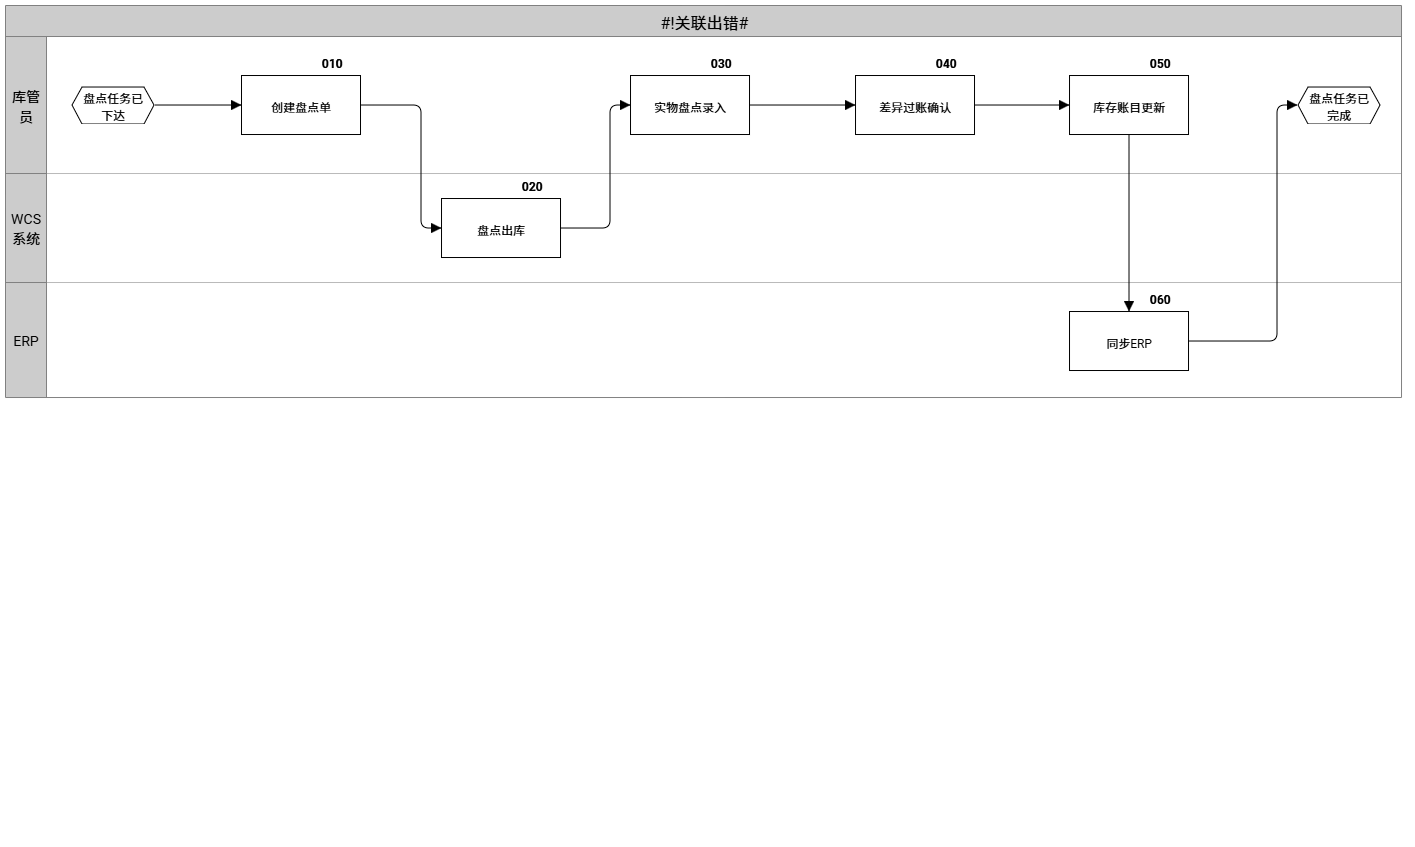 #!关联出错#
库管
员
盘点任务已
下达
010
创建盘点单
030
实物盘点录入
040
差异过账确认
050
库存账目更新
盘点任务已
完成
WCS
系统
020
盘点出库
ERP
060
同步ERP